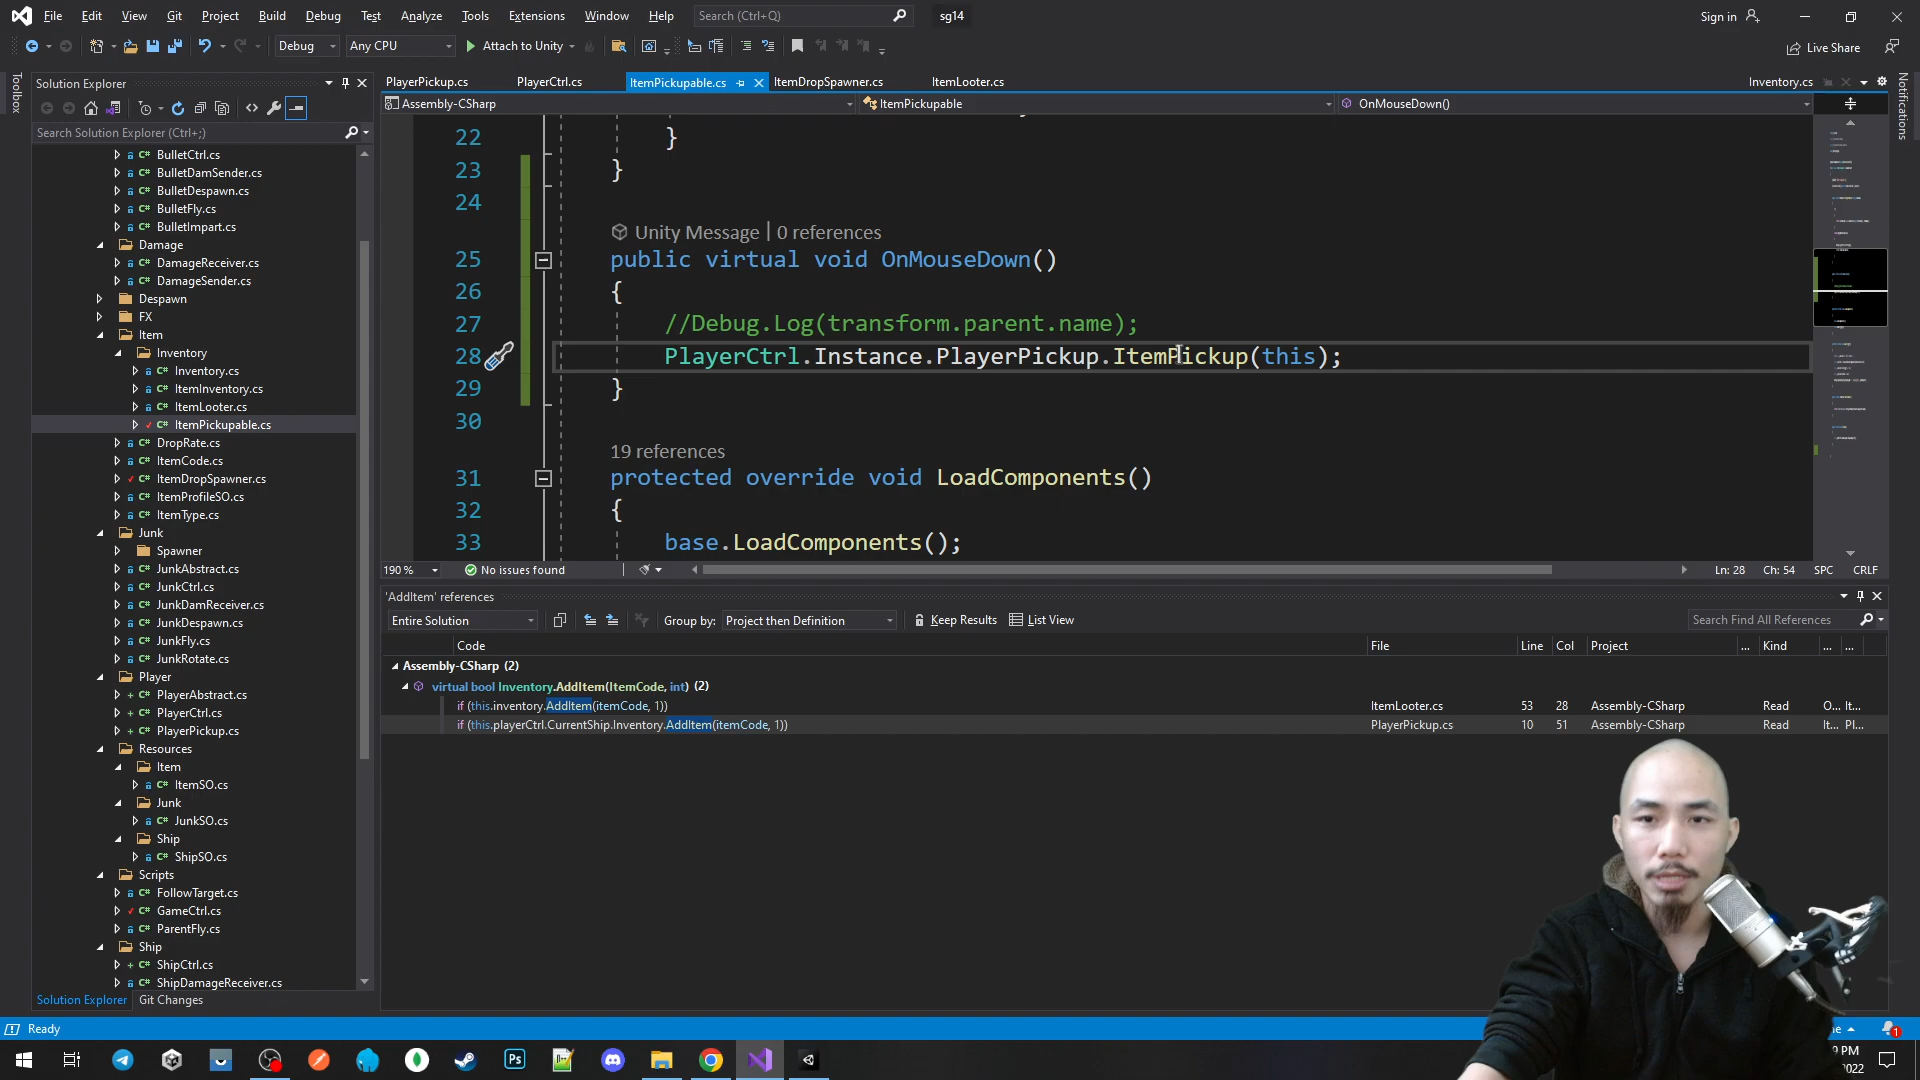 File Edit View Git Project Build Debug Test Analyze Tools Extensions Window Help Search (Ctrl+Q) sg14 Sign in
Debug Any CPU Attach to Unity Live Share
Toolbox
Solution Explorer
Search Solution Explorer (Ctrl+;)
C# BulletCtrl.cs
C# BulletDamSender.cs
C# BulletDespawn.cs
C# BulletFly.cs
C# BulletImpart.cs
Damage
C# DamageReceiver.cs
C# DamageSender.cs
Despawn
FX
Item
Inventory
C# Inventory.cs
C# ItemInventory.cs
C# ItemLooter.cs
C# ItemPickupable.cs
C# DropRate.cs
C# ItemCode.cs
C# ItemDropSpawner.cs
C# ItemProfileSO.cs
C# ItemType.cs
Junk
Spawner
C# JunkAbstract.cs
C# JunkCtrl.cs
C# JunkDamReceiver.cs
C# JunkDespawn.cs
C# JunkFly.cs
C# JunkRotate.cs
Player
C# PlayerAbstract.cs
C# PlayerCtrl.cs
C# PlayerPickup.cs
Resources
Item
C# ItemSO.cs
Junk
C# JunkSO.cs
Ship
C# ShipSO.cs
Scripts
C# FollowTarget.cs
C# GameCtrl.cs
C# ParentFly.cs
Ship
C# ShipCtrl.cs
C# ShipDamageReceiver.cs
Solution Explorer Git Changes
PlayerPickup.cs PlayerCtrl.cs ItemPickupable.cs ItemDropSpawner.cs ItemLooter.cs Inventory.cs
Assembly-CSharp ItemPickupable OnMouseDown()
22 }
23 }
24
Unity Message | 0 references
25 public virtual void OnMouseDown()
26 {
27 //Debug.Log(transform.parent.name);
28 PlayerCtrl.Instance.PlayerPickup.ItemPickup(this);
29 }
30
19 references
31 protected override void LoadComponents()
32 {
33 base.LoadComponents();
190 % No issues found Ln: 28 Ch: 54 SPC CRLF
'AddItem' references
Entire Solution Group by: Project then Definition Keep Results List View Search Find All References
Code File Line Col Project ... Kind ... ...
Assembly-CSharp (2)
virtual bool Inventory.AddItem(ItemCode, int) (2)
if (this.inventory.AddItem(itemCode, 1)) ItemLooter.cs 53 28 Assembly-CSharp Read O... It...
if (this.playerCtrl.CurrentShip.Inventory.AddItem(itemCode, 1)) PlayerPickup.cs 10 51 Assembly-CSharp Read It... Pl...
Notifications
Ready
1
Ps
9 PM
2022